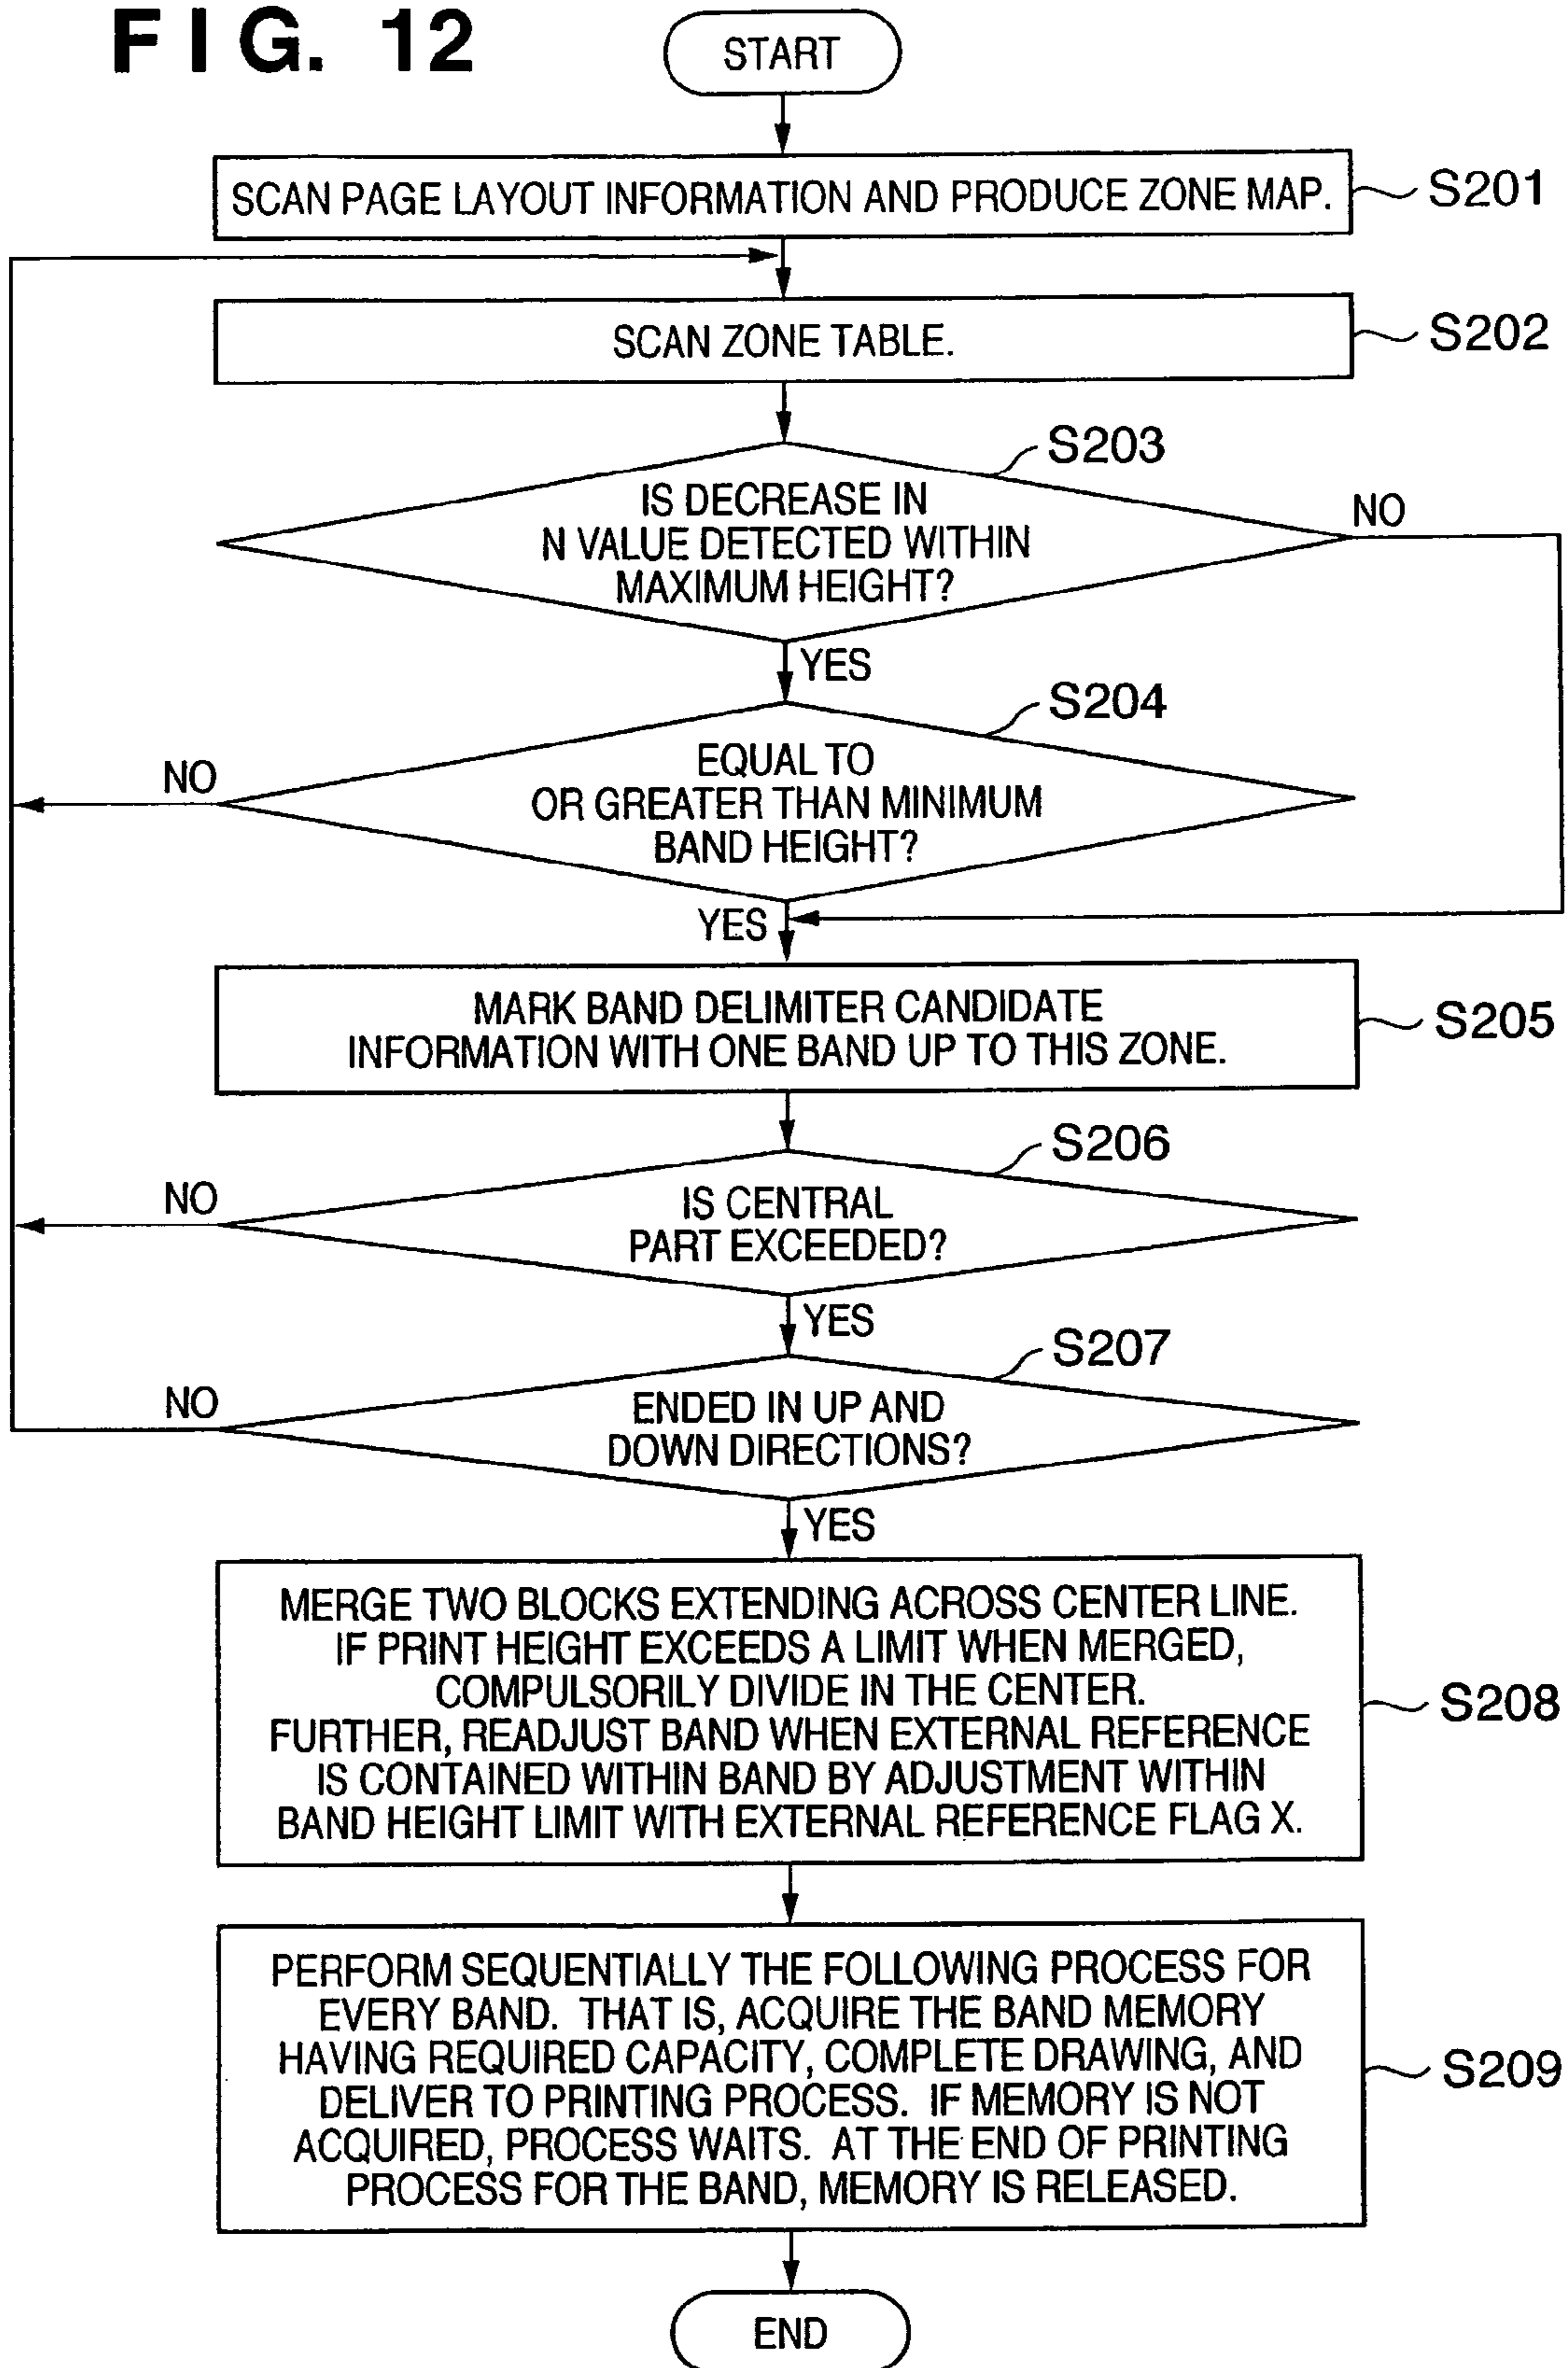 FIG. 12
START
SCAN PAGE LAYOUT INFORMATION AND PRODUCE ZONE MAP.
S201
SCAN ZONE TABLE.
S202
S203
IS DECREASE IN
N VALUE DETECTED WITHIN
MAXIMUM HEIGHT?
NO
YES
S204
EQUAL TO
OR GREATER THAN MINIMUM
BAND HEIGHT?
NO
YES
MARK BAND DELIMITER CANDIDATE
INFORMATION WITH ONE BAND UP TO THIS ZONE.
S205
S206
IS CENTRAL
PART EXCEEDED?
NO
YES
S207
ENDED IN UP AND
DOWN DIRECTIONS?
NO
YES
MERGE TWO BLOCKS EXTENDING ACROSS CENTER LINE.
IF PRINT HEIGHT EXCEEDS A LIMIT WHEN MERGED,
COMPULSORILY DIVIDE IN THE CENTER.
FURTHER, READJUST BAND WHEN EXTERNAL REFERENCE
IS CONTAINED WITHIN BAND BY ADJUSTMENT WITHIN
BAND HEIGHT LIMIT WITH EXTERNAL REFERENCE FLAG X.
S208
PERFORM SEQUENTIALLY THE FOLLOWING PROCESS FOR
EVERY BAND. THAT IS, ACQUIRE THE BAND MEMORY
HAVING REQUIRED CAPACITY, COMPLETE DRAWING, AND
DELIVER TO PRINTING PROCESS. IF MEMORY IS NOT
ACQUIRED, PROCESS WAITS. AT THE END OF PRINTING
PROCESS FOR THE BAND, MEMORY IS RELEASED.
S209
END